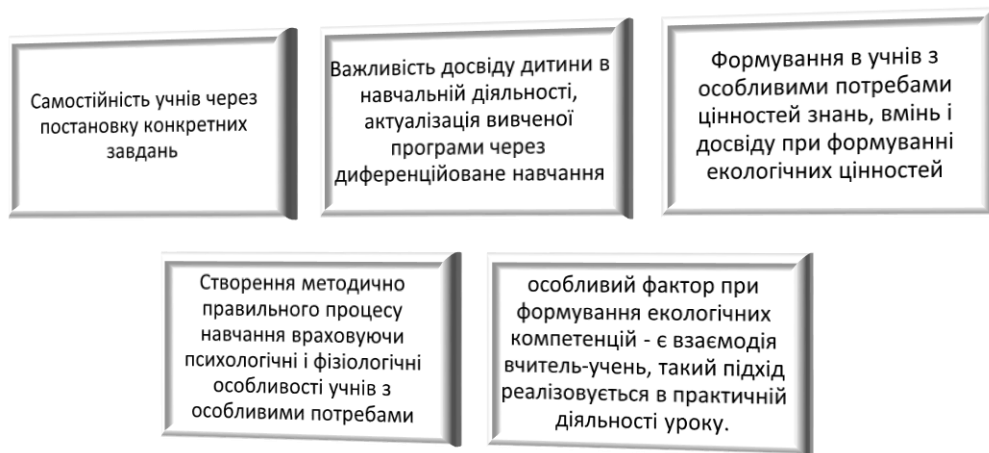 Самостійність учнів через
постановку конкретних
завдань
Важливість досвіду дитини в
навчальній діяльності,
актуалізація вивченої
програми через
диференційоване навчання
Формування в учнів з
особливими потребами
цінностей знань, вмінь і
досвіду при формуванні
екологічних цінностей
Створення методично
правильного процесу
навчання враховуючи
психологічні і фізіологічні
особливості учнів з
особливими потребами
особливий фактор при
формування екологічних
компетенцій - є взаємодія
вчитель-учень, такий підхід
реалізовується в практичній
діяльності уроку.